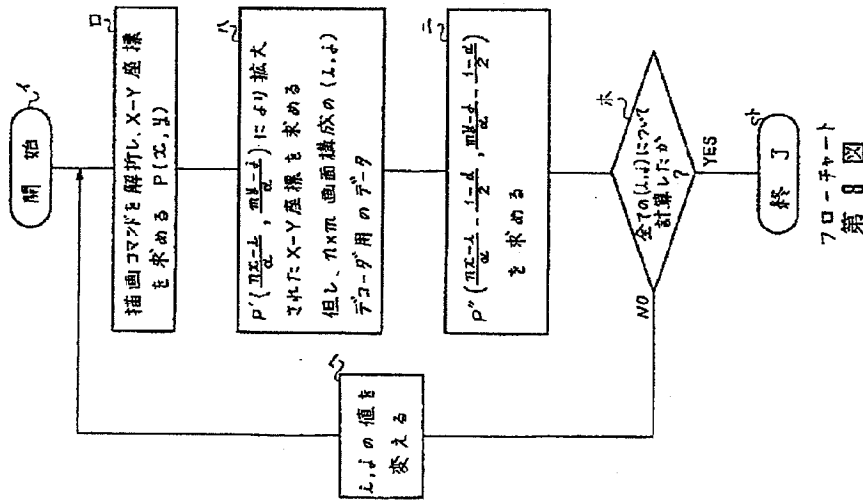 イ
開始
ロ
描画コマンドを解析し、X-Y座標
を求める P(x, y)
ハ
P'(nx-i/α, my-j/α)により拡大
されたX-Y座標を求める
但し、n×m 画面構成の(i, j)
デコーダ用のデータ
ニ
P"(nx-i/α - 1-α/2, my-j/α - 1-α/2)
を求める
ホ
全ての(i, j)について
計算したか
?
NO
YES
i, jの値を
変える
終了
フローチャート
第8図